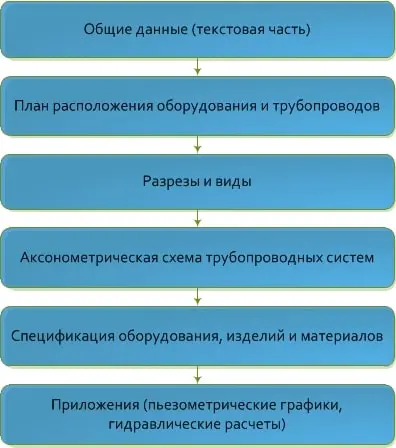 Общие данные (текстовая часть)
План расположения оборудования и трубопроводов
Разрезы и виды
Аксонометрическая схема трубопроводных систем
Спецификация оборудования, изделий и материалов
Приложения (пьезометрические графики,
гидравлические расчеты)